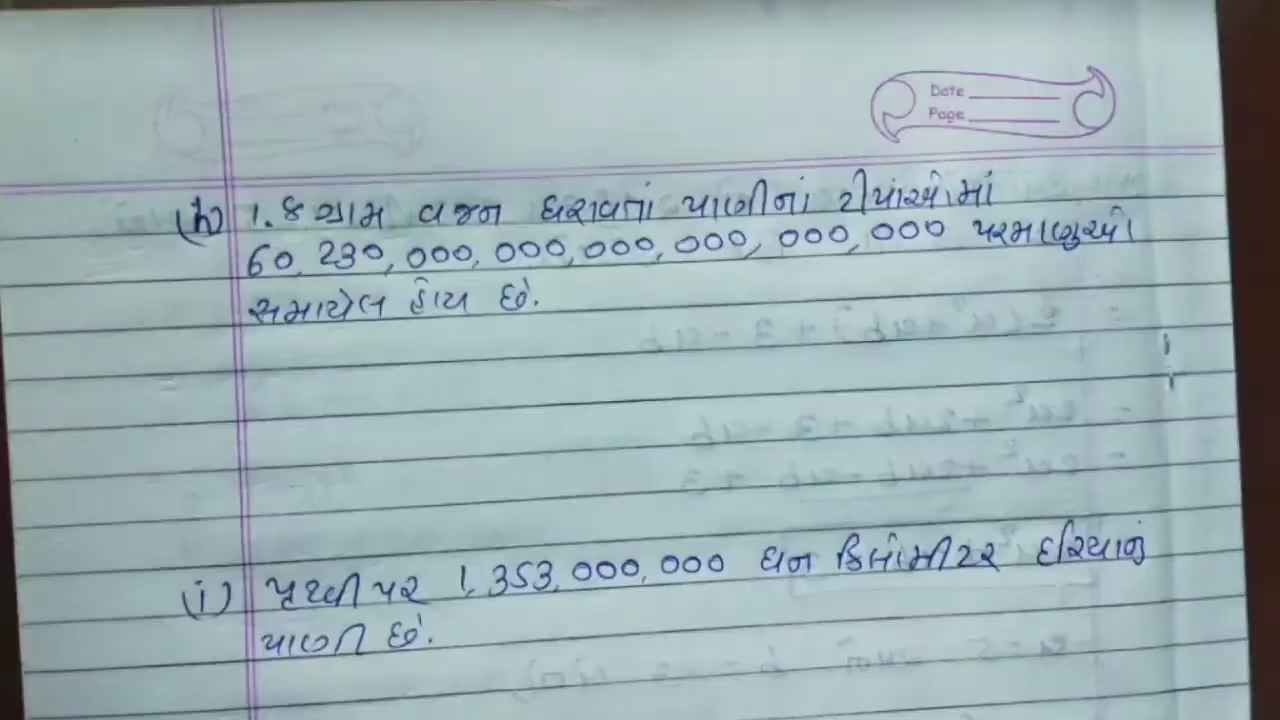 Date
Page
(h) 1.8 ગ્રામ વજન ધરાવતાં પાણીનાં ટીપાઓમાં
60,230,000,000,000,000,000,000 પરમાણુઓ
સમાયેલ હોય છે.
(i) પૃથ્વી પર 1,353,000,000 ઘન કિલોમીટર દરિયાનું
પાણી છે.